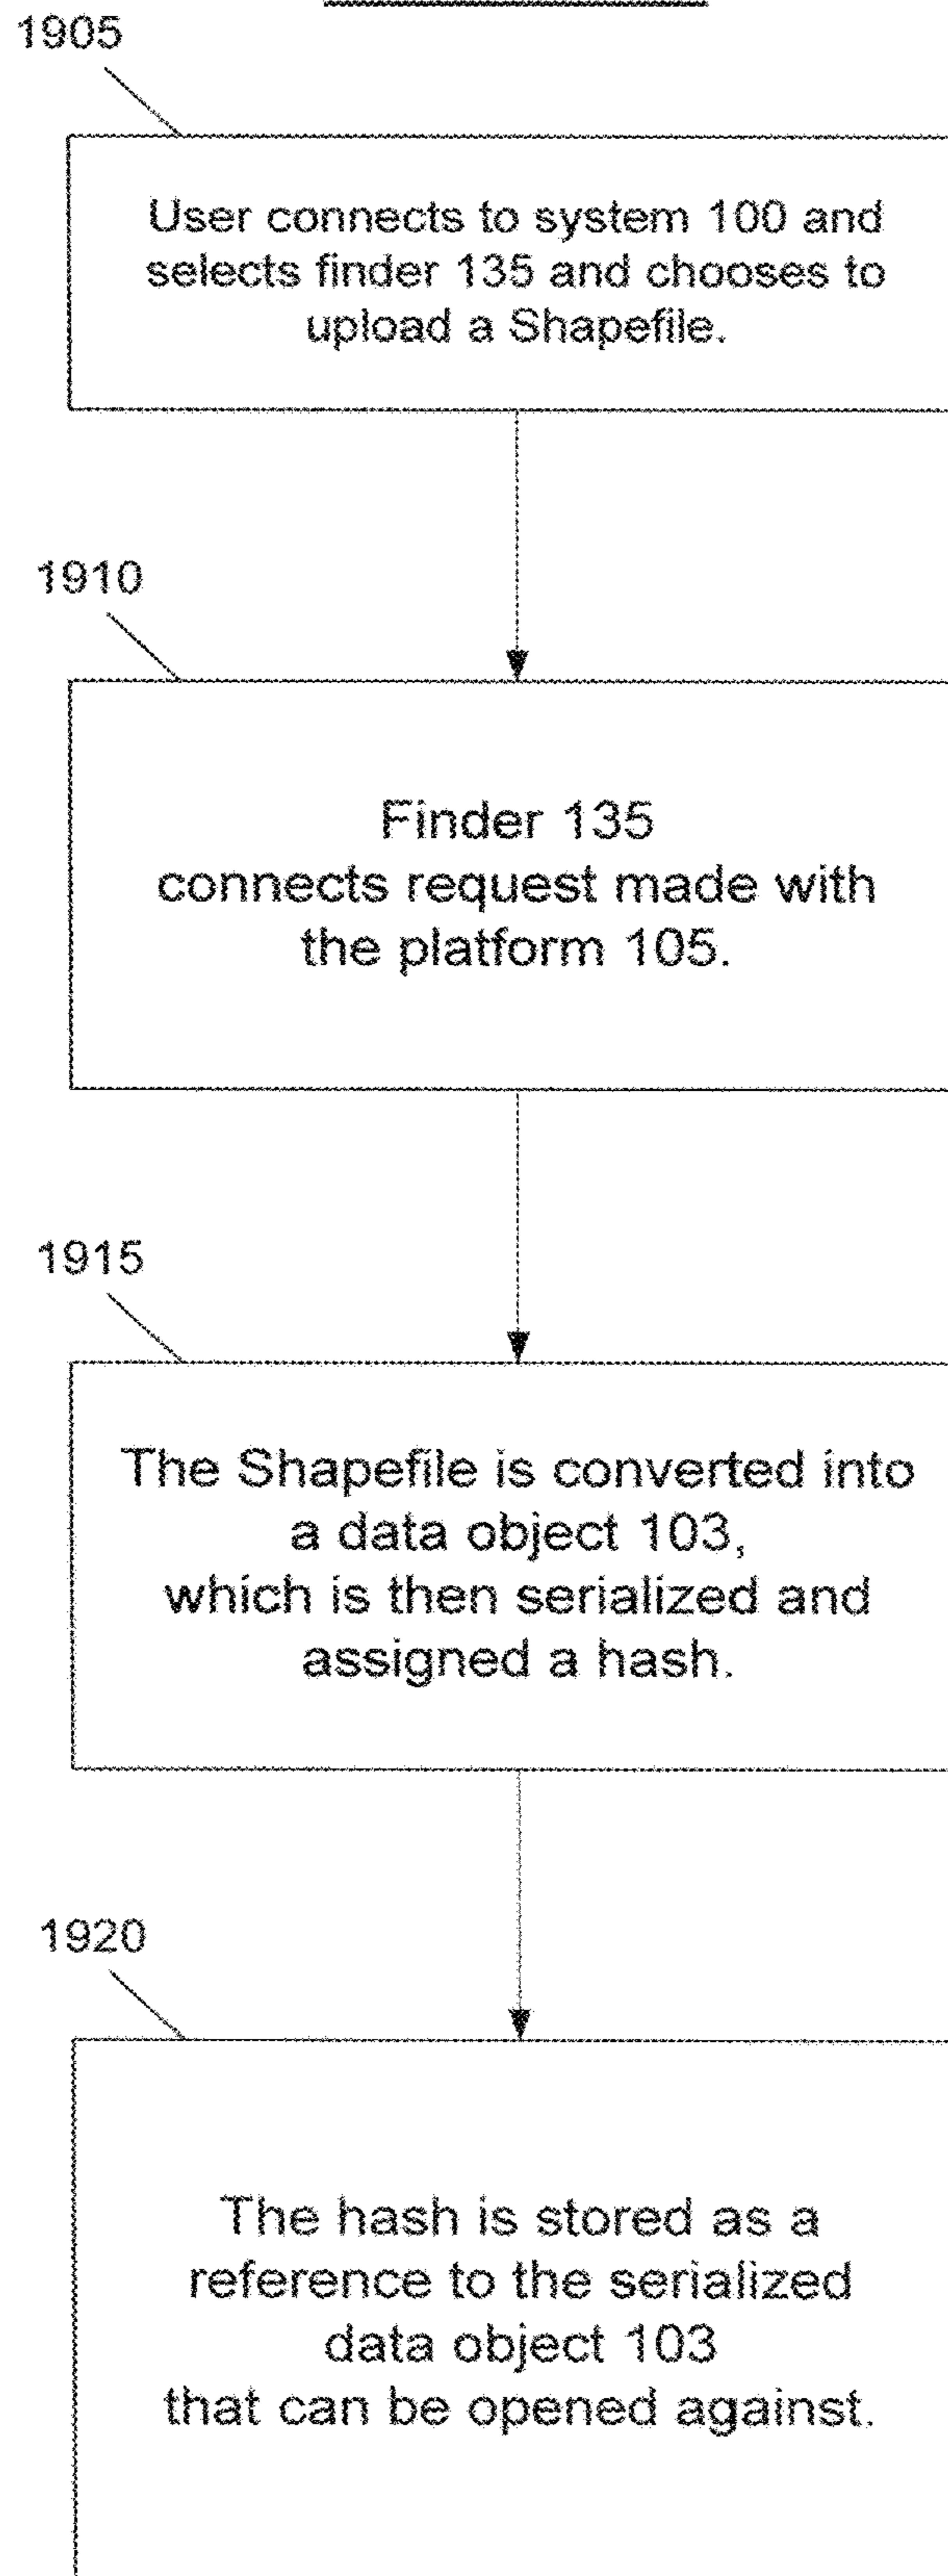 1905
User connects to system 100 and
selects finder 135 and chooses to
upload a Shapefile.
1910
Finder 135
connects request made with
the platform 105.
1915
The Shapefile is converted into
a data object 103,
which is then serialized and
assigned a hash.
1920
The hash is stored as a
reference to the serialized
data object 103
that can be opened against.